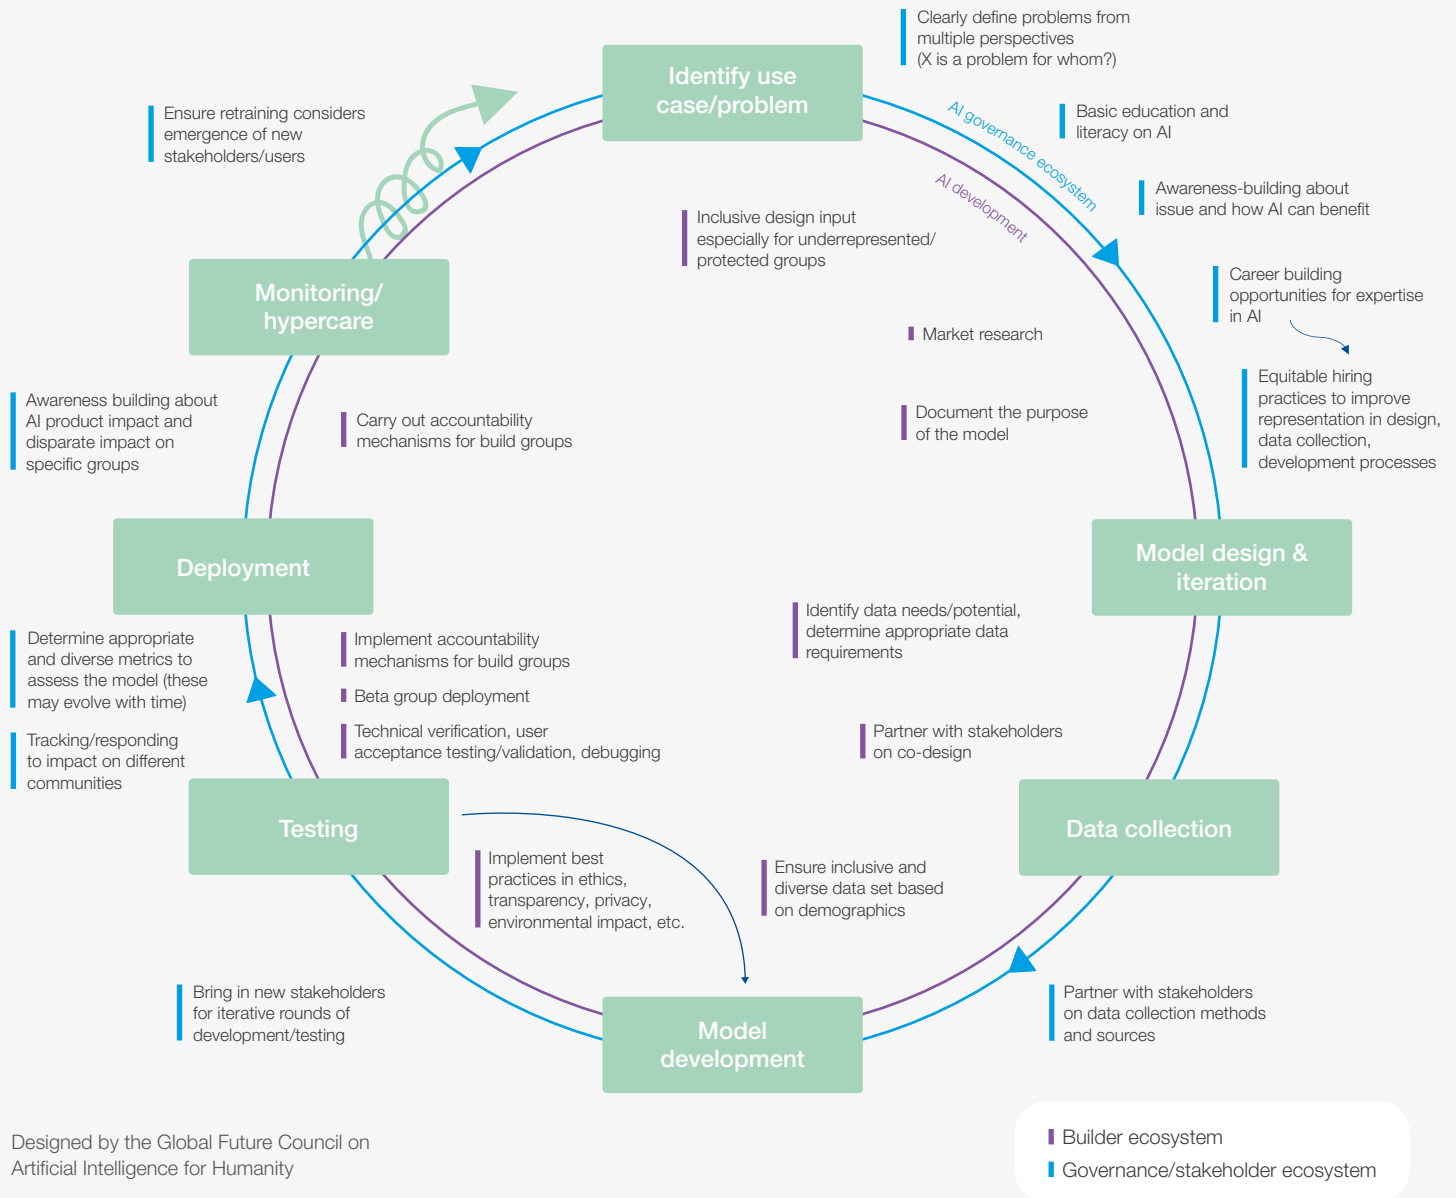 Clearly define problems from
multiple perspectives
(X is a problem for whom?)
Identify use
case/problem
Ensure retraining considers
emergence of new
stakeholders/users
AI governance ecosystem
AI development
Basic education and
literacy on AI
Awareness-building about
issue and how AI can benefit
Inclusive design input
especially for underrepresented/
protected groups
Career building
opportunities for expertise
in AI
Monitoring/
hypercare
Market research
Equitable hiring
practices to improve
representation in design,
data collection,
development processes
Awareness building about
AI product impact and
disparate impact on
specific groups
Carry out accountability
mechanisms for build groups
Document the purpose
of the model
Deployment
Model design &
iteration
Identify data needs/potential,
determine appropriate data
requirements
Determine appropriate
and diverse metrics to
assess the model (these
may evolve with time)
Implement accountability
mechanisms for build groups
Beta group deployment
Technical verification, user
acceptance testing/validation, debugging
Partner with stakeholders
on co-design
Tracking/responding
to impact on different
communities
Testing
Data collection
Implement best
practices in ethics,
transparency, privacy,
environmental impact, etc.
Ensure inclusive and
diverse data set based
on demographics
Bring in new stakeholders
for iterative rounds of
development/testing
Model
development
Partner with stakeholders
on data collection methods
and sources
Designed by the Global Future Council on
Artificial Intelligence for Humanity
Builder ecosystem
Governance/stakeholder ecosystem